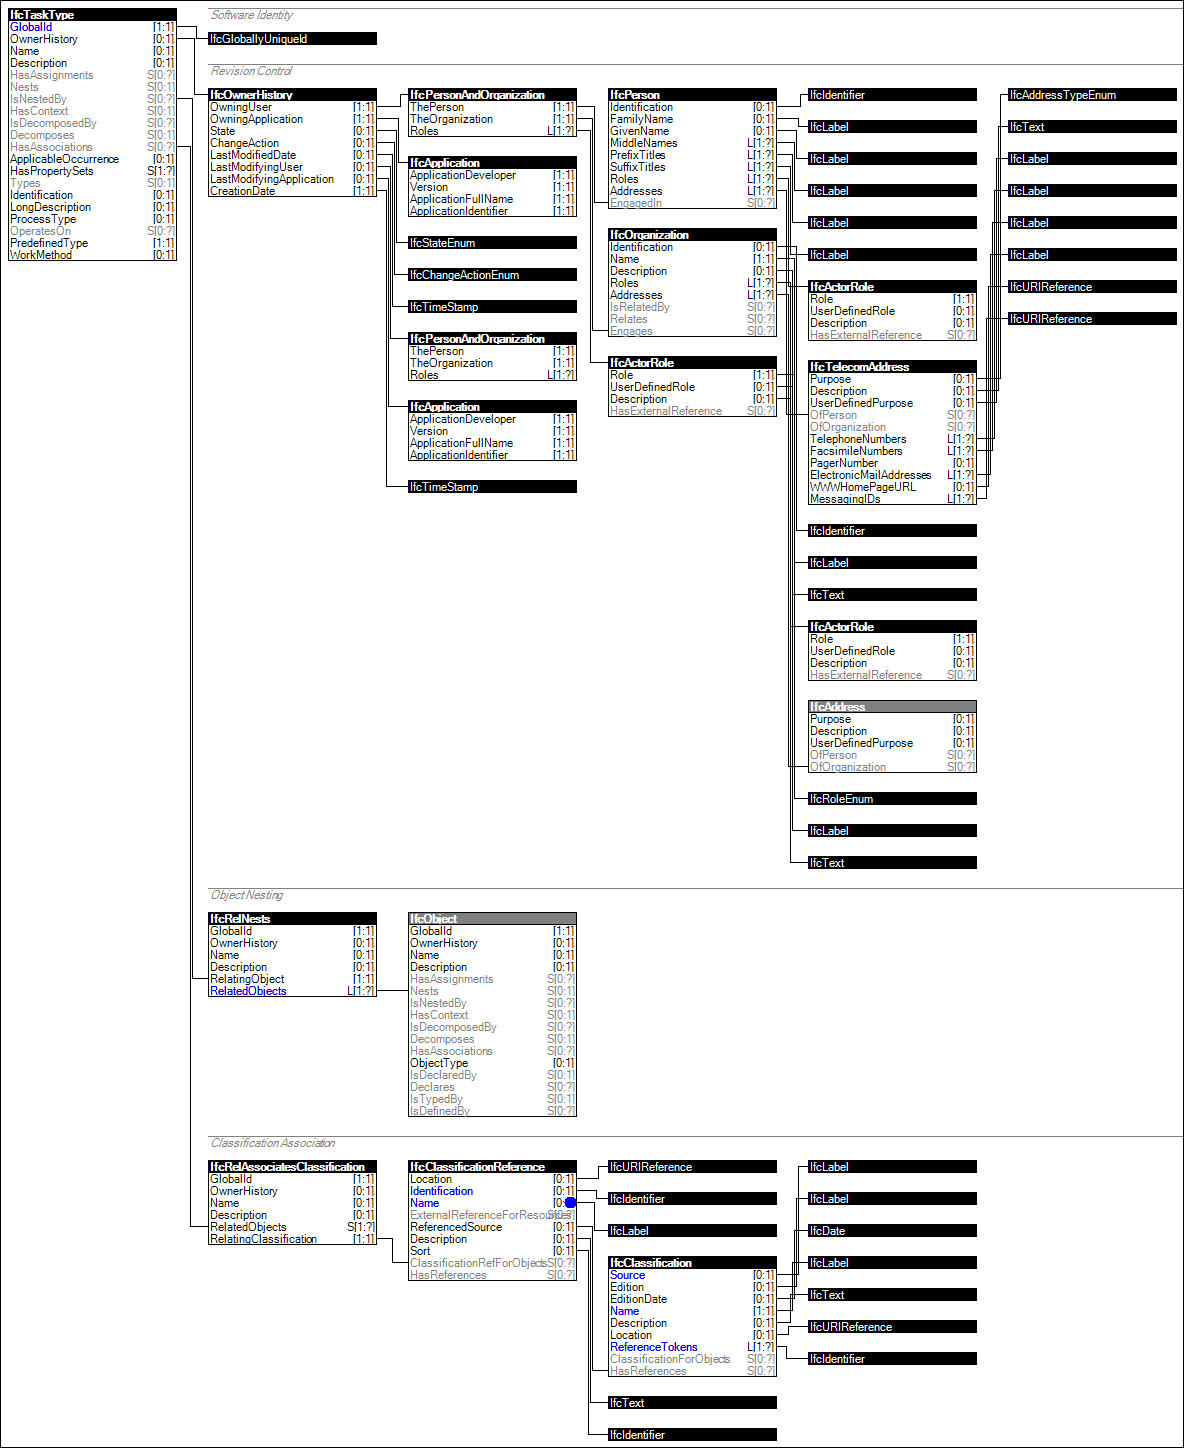 IfcTaskType
GlobalId [1:1]
OwnerHistory [0:1]
Name [0:1]
Description [0:1]
HasAssignments S[0:?]
Nests S[0:1]
IsNestedBy S[0:?]
HasContext S[0:1]
IsDecomposedBy S[0:?]
Decomposes S[0:1]
HasAssociations S[0:?]
ApplicableOccurrence [0:1]
HasPropertySets S[1:?]
Types S[0:1]
Identification [0:1]
LongDescription [0:1]
ProcessType [0:1]
OperatesOn S[0:?]
PredefinedType [1:1]
WorkMethod [0:1]
Software Identity
IfcGloballyUniqueId
Revision Control
IfcOwnerHistory
OwningUser [1:1]
OwningApplication [1:1]
State [0:1]
ChangeAction [0:1]
LastModifiedDate [0:1]
LastModifyingUser [0:1]
LastModifyingApplication [0:1]
CreationDate [1:1]
IfcPersonAndOrganization
ThePerson [1:1]
TheOrganization [1:1]
Roles L[1:?]
IfcApplication
ApplicationDeveloper [1:1]
Version [1:1]
ApplicationFullName [1:1]
ApplicationIdentifier [1:1]
IfcStateEnum
IfcChangeActionEnum
IfcTimeStamp
IfcPersonAndOrganization
ThePerson [1:1]
TheOrganization [1:1]
Roles L[1:?]
IfcApplication
ApplicationDeveloper [1:1]
Version [1:1]
ApplicationFullName [1:1]
ApplicationIdentifier [1:1]
IfcTimeStamp
IfcPerson
Identification [0:1]
FamilyName [0:1]
GivenName [0:1]
MiddleNames L[1:?]
PrefixTitles L[1:?]
SuffixTitles L[1:?]
Roles L[1:?]
Addresses L[1:?]
EngagedIn S[0:?]
IfcOrganization
Identification [0:1]
Name [1:1]
Description [0:1]
Roles L[1:?]
Addresses L[1:?]
IsRelatedBy S[0:?]
Relates S[0:?]
Engages S[0:?]
IfcActorRole
Role [1:1]
UserDefinedRole [0:1]
Description [0:1]
HasExternalReference S[0:?]
IfcIdentifier
IfcLabel
IfcLabel
IfcLabel
IfcLabel
IfcLabel
IfcActorRole
Role [1:1]
UserDefinedRole [0:1]
Description [0:1]
HasExternalReference S[0:?]
IfcTelecomAddress
Purpose [0:1]
Description [0:1]
UserDefinedPurpose [0:1]
OfPerson S[0:?]
OfOrganization S[0:?]
TelephoneNumbers L[1:?]
FacsimileNumbers L[1:?]
PagerNumber [0:1]
ElectronicMailAddresses L[1:?]
WWWHomePageURL [0:1]
MessagingIDs L[1:?]
IfcIdentifier
IfcLabel
IfcText
IfcActorRole
Role [1:1]
UserDefinedRole [0:1]
Description [0:1]
HasExternalReference S[0:?]
IfcAddress
Purpose [0:1]
Description [0:1]
UserDefinedPurpose [0:1]
OfPerson S[0:?]
OfOrganization S[0:?]
IfcRoleEnum
IfcLabel
IfcText
IfcAddressTypeEnum
IfcText
IfcLabel
IfcLabel
IfcLabel
IfcLabel
IfcURIReference
IfcURIReference
Object Nesting
IfcRelNests
GlobalId [1:1]
OwnerHistory [0:1]
Name [0:1]
Description [0:1]
RelatingObject [1:1]
RelatedObjects L[1:?]
IfcObject
GlobalId [1:1]
OwnerHistory [0:1]
Name [0:1]
Description [0:1]
HasAssignments S[0:?]
Nests S[0:1]
IsNestedBy S[0:?]
HasContext S[0:1]
IsDecomposedBy S[0:?]
Decomposes S[0:1]
HasAssociations S[0:?]
ObjectType [0:1]
IsDeclaredBy S[0:1]
Declares S[0:?]
IsTypedBy S[0:1]
IsDefinedBy S[0:?]
Classification Association
IfcRelAssociatesClassification
GlobalId [1:1]
OwnerHistory [0:1]
Name [0:1]
Description [0:1]
RelatedObjects S[1:?]
RelatingClassification [1:1]
IfcClassificationReference
Location [0:1]
Identification [0:1]
Name
ExternalReferenceForResources S[0:?]
ReferencedSource [0:1]
Description [0:1]
Sort [0:1]
ClassificationRefForObjects S[0:?]
HasReferences S[0:?]
IfcURIReference
IfcIdentifier
IfcLabel
IfcClassification
Source [0:1]
Edition [0:1]
EditionDate [0:1]
Name [1:1]
Description [0:1]
Location [0:1]
ReferenceTokens L[1:?]
ClassificationForObjects S[0:?]
HasReferences S[0:?]
IfcText
IfcIdentifier
IfcLabel
IfcLabel
IfcDate
IfcLabel
IfcText
IfcURIReference
IfcIdentifier